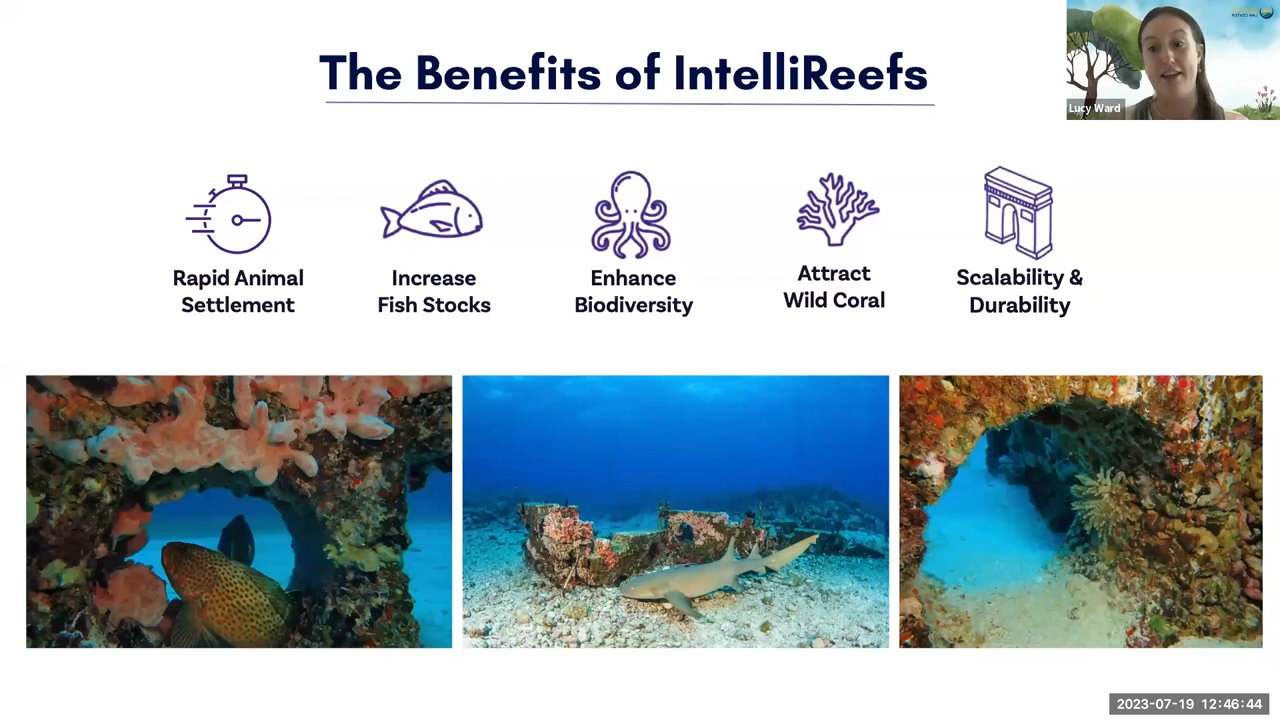 The Benefits of IntelliReefs
Lucy Ward
Rapid Animal
Settlement
Increase
Fish Stocks
Enhance
Biodiversity
Attract
Wild Coral
Scalability &
Durability
2023-07-19 12:46:44